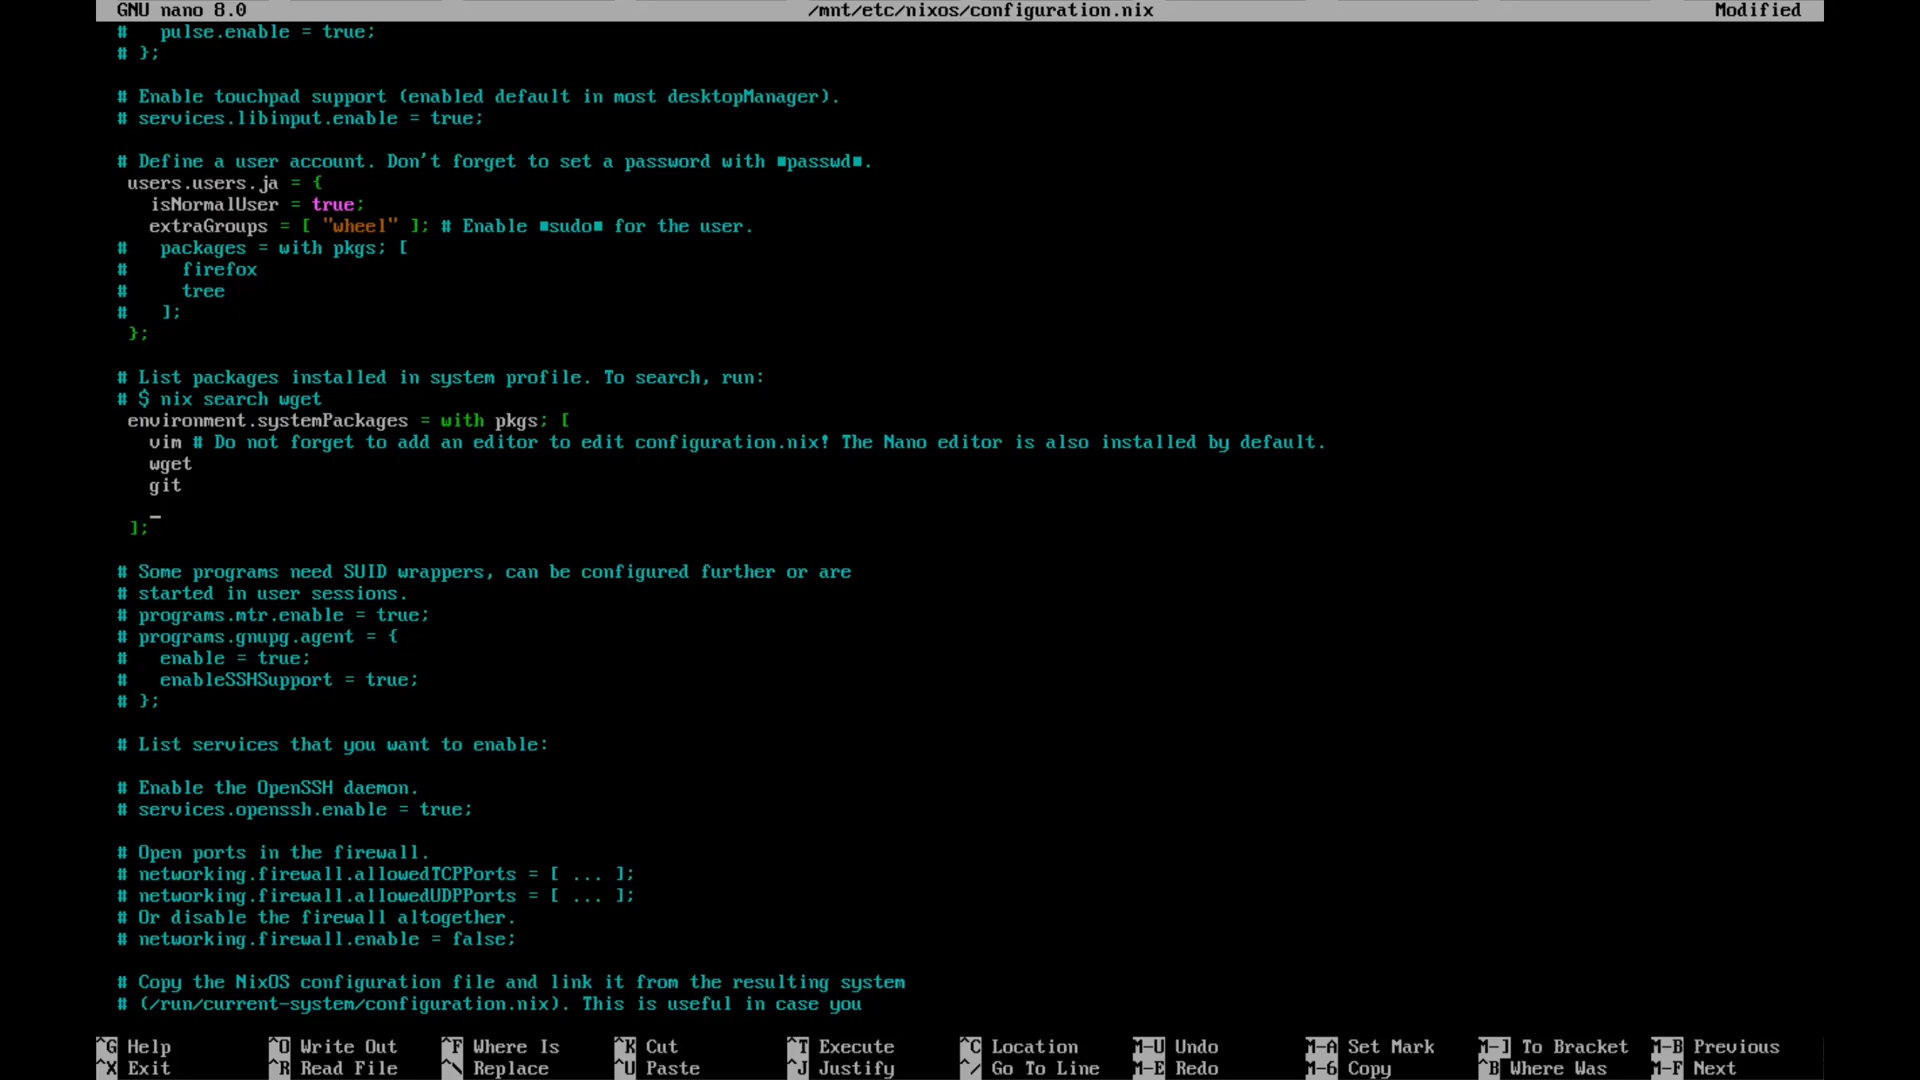 GNU nano 8.0 /mnt/etc/nixos/configuration.nix Modified
#   pulse.enable = true;
# };
# Enable touchpad support (enabled default in most desktopManager).
# services.libinput.enable = true;
# Define a user account. Don't forget to set a password with ■passwd■.
users.users.ja = {
isNormalUser = true;
extraGroups = [ "wheel" ]; # Enable ■sudo■ for the user.
#   packages = with pkgs; [
#     firefox
#     tree
#   ];
};
# List packages installed in system profile. To search, run:
# $ nix search wget
environment.systemPackages = with pkgs; [
vim # Do not forget to add an editor to edit configuration.nix! The Nano editor is also installed by default.
wget
git
];
# Some programs need SUID wrappers, can be configured further or are
# started in user sessions.
# programs.mtr.enable = true;
# programs.gnupg.agent = {
#   enable = true;
#   enableSSHSupport = true;
# };
# List services that you want to enable:
# Enable the OpenSSH daemon.
# services.openssh.enable = true;
# Open ports in the firewall.
# networking.firewall.allowedTCPPorts = [ ... ];
# networking.firewall.allowedUDPPorts = [ ... ];
# Or disable the firewall altogether.
# networking.firewall.enable = false;
# Copy the NixOS configuration file and link it from the resulting system
# (/run/current-system/configuration.nix). This is useful in case you
^G Help ^O Write Out ^F Where Is ^K Cut ^T Execute ^C Location M-U Undo M-A Set Mark M-] To Bracket M-B Previous
^X Exit ^R Read File ^\ Replace ^U Paste ^J Justify ^/ Go To Line M-E Redo M-6 Copy ^B Where Was M-F Next